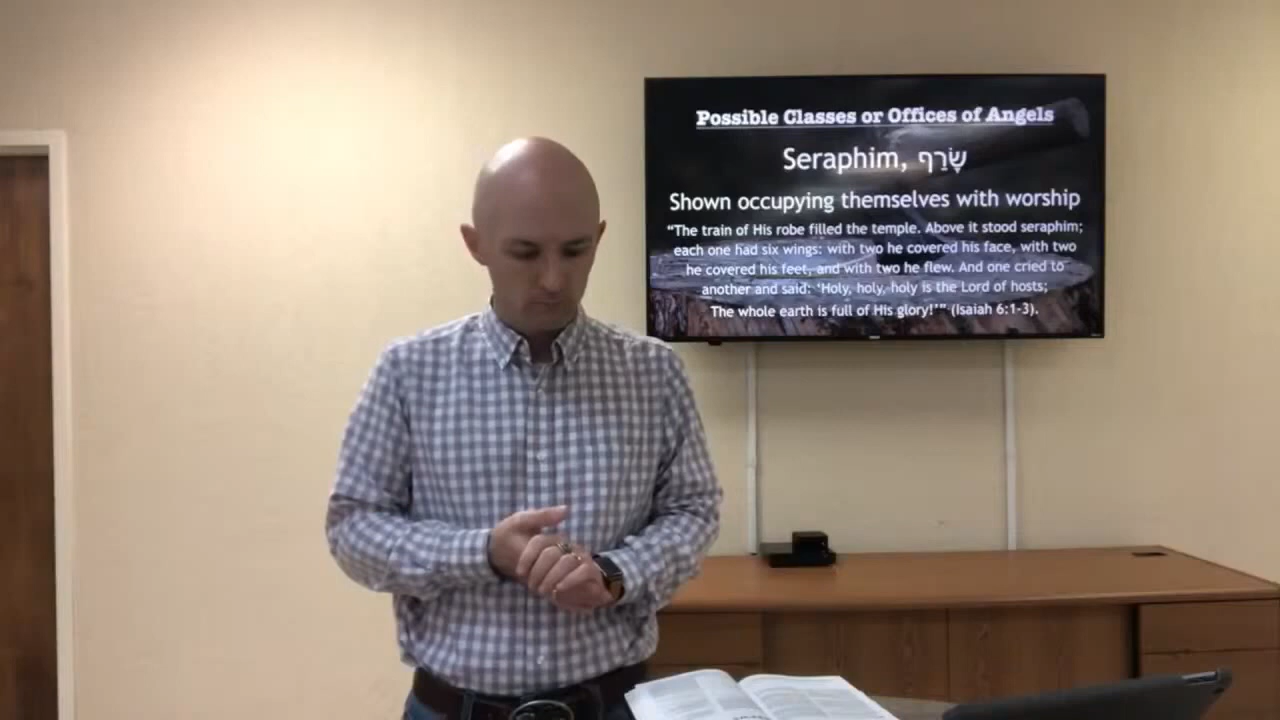 Possible Classes or Offices of Angels
Seraphim, שָׂרַף
Shown occupying themselves with worship
“The train of His robe filled the temple. Above it stood seraphim;
each one had six wings: with two he covered his face, with two
he covered his feet, and with two he flew. And one cried to
another and said: ‘Holy, holy, holy is the Lord of hosts;
The whole earth is full of His glory!’” (Isaiah 6:1-3).